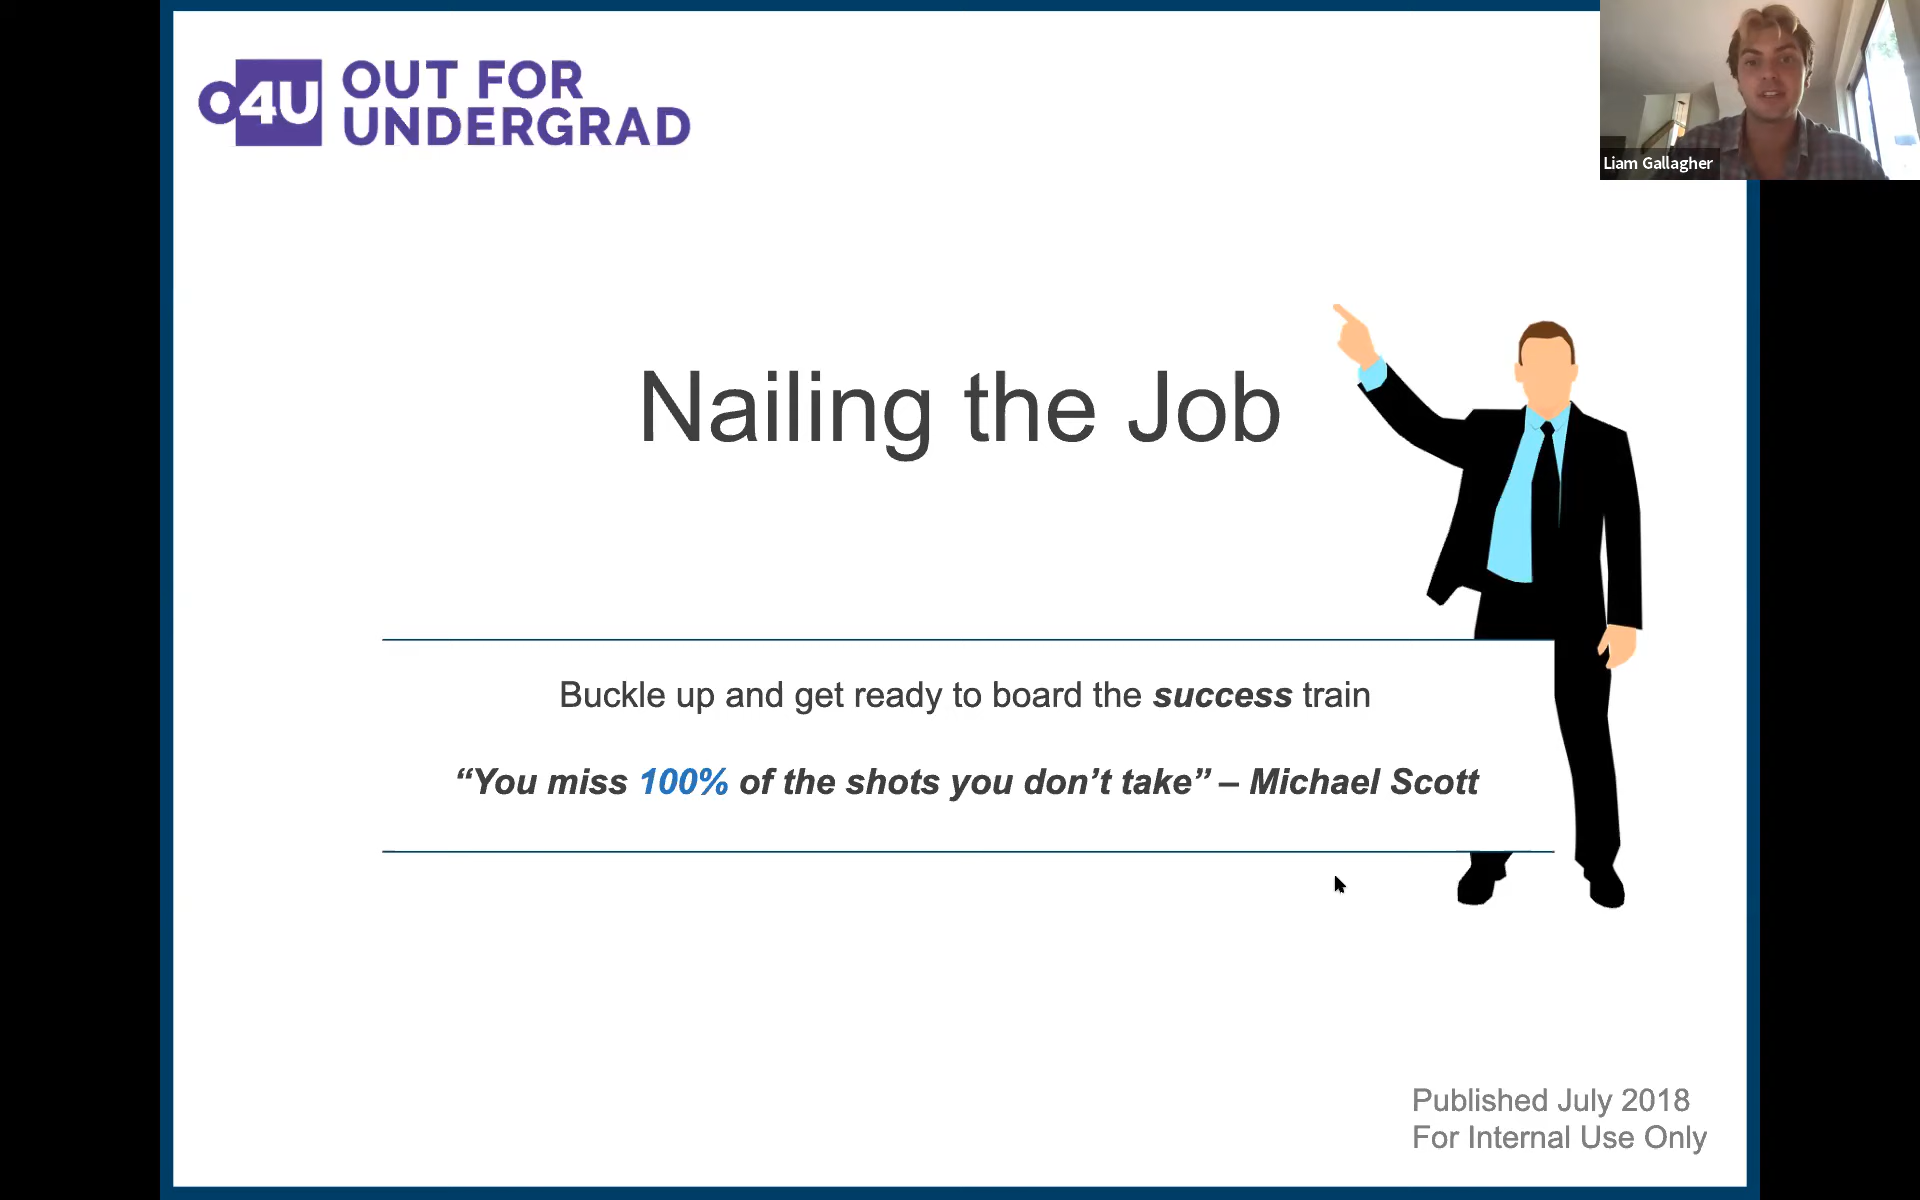 O4U OUT FOR
UNDERGRAD
Liam Gallagher
Nailing the Job
Buckle up and get ready to board the success train
“You miss 100% of the shots you don’t take” – Michael Scott
Published July 2018
For Internal Use Only